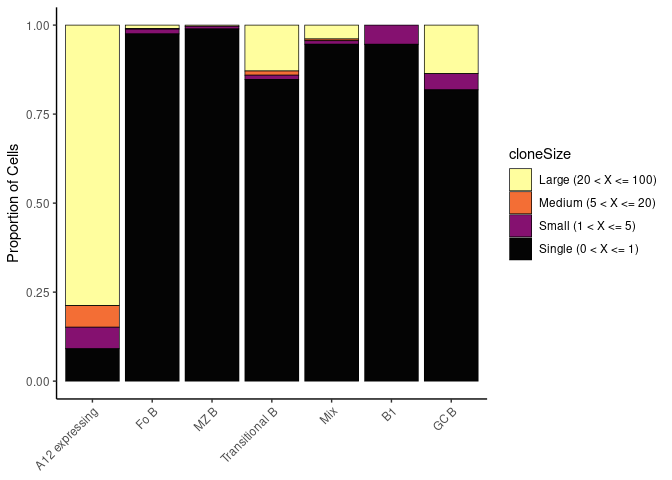 1.00
0.75
0.50
0.25
0.00
Proportion of Cells
A12 expressing
Fo B
MZ B
Transitional B
Mix
B1
GC B
cloneSize
Large (20 < X <= 100)
Medium (5 < X <= 20)
Small (1 < X <= 5)
Single (0 < X <= 1)